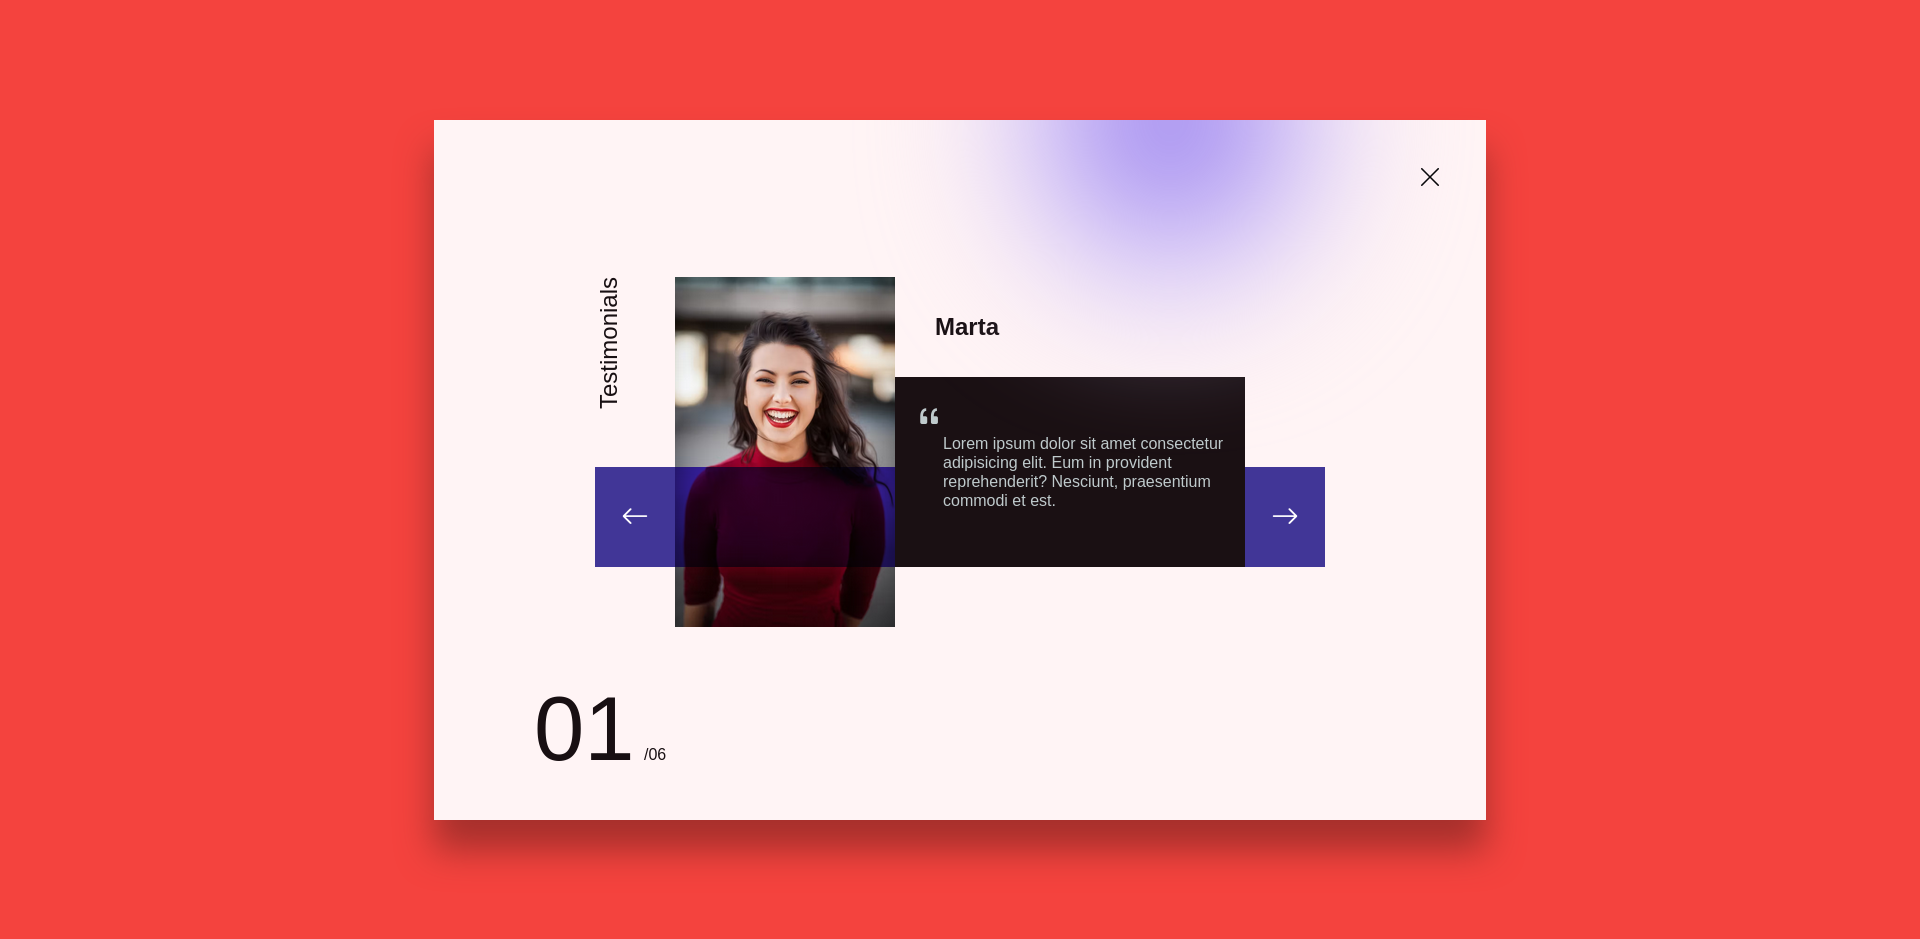 Testimonials
Marta
“
Lorem ipsum dolor sit amet consectetur
adipisicing elit. Eum in provident
reprehenderit? Nesciunt, praesentium
commodi et est.
01 /06